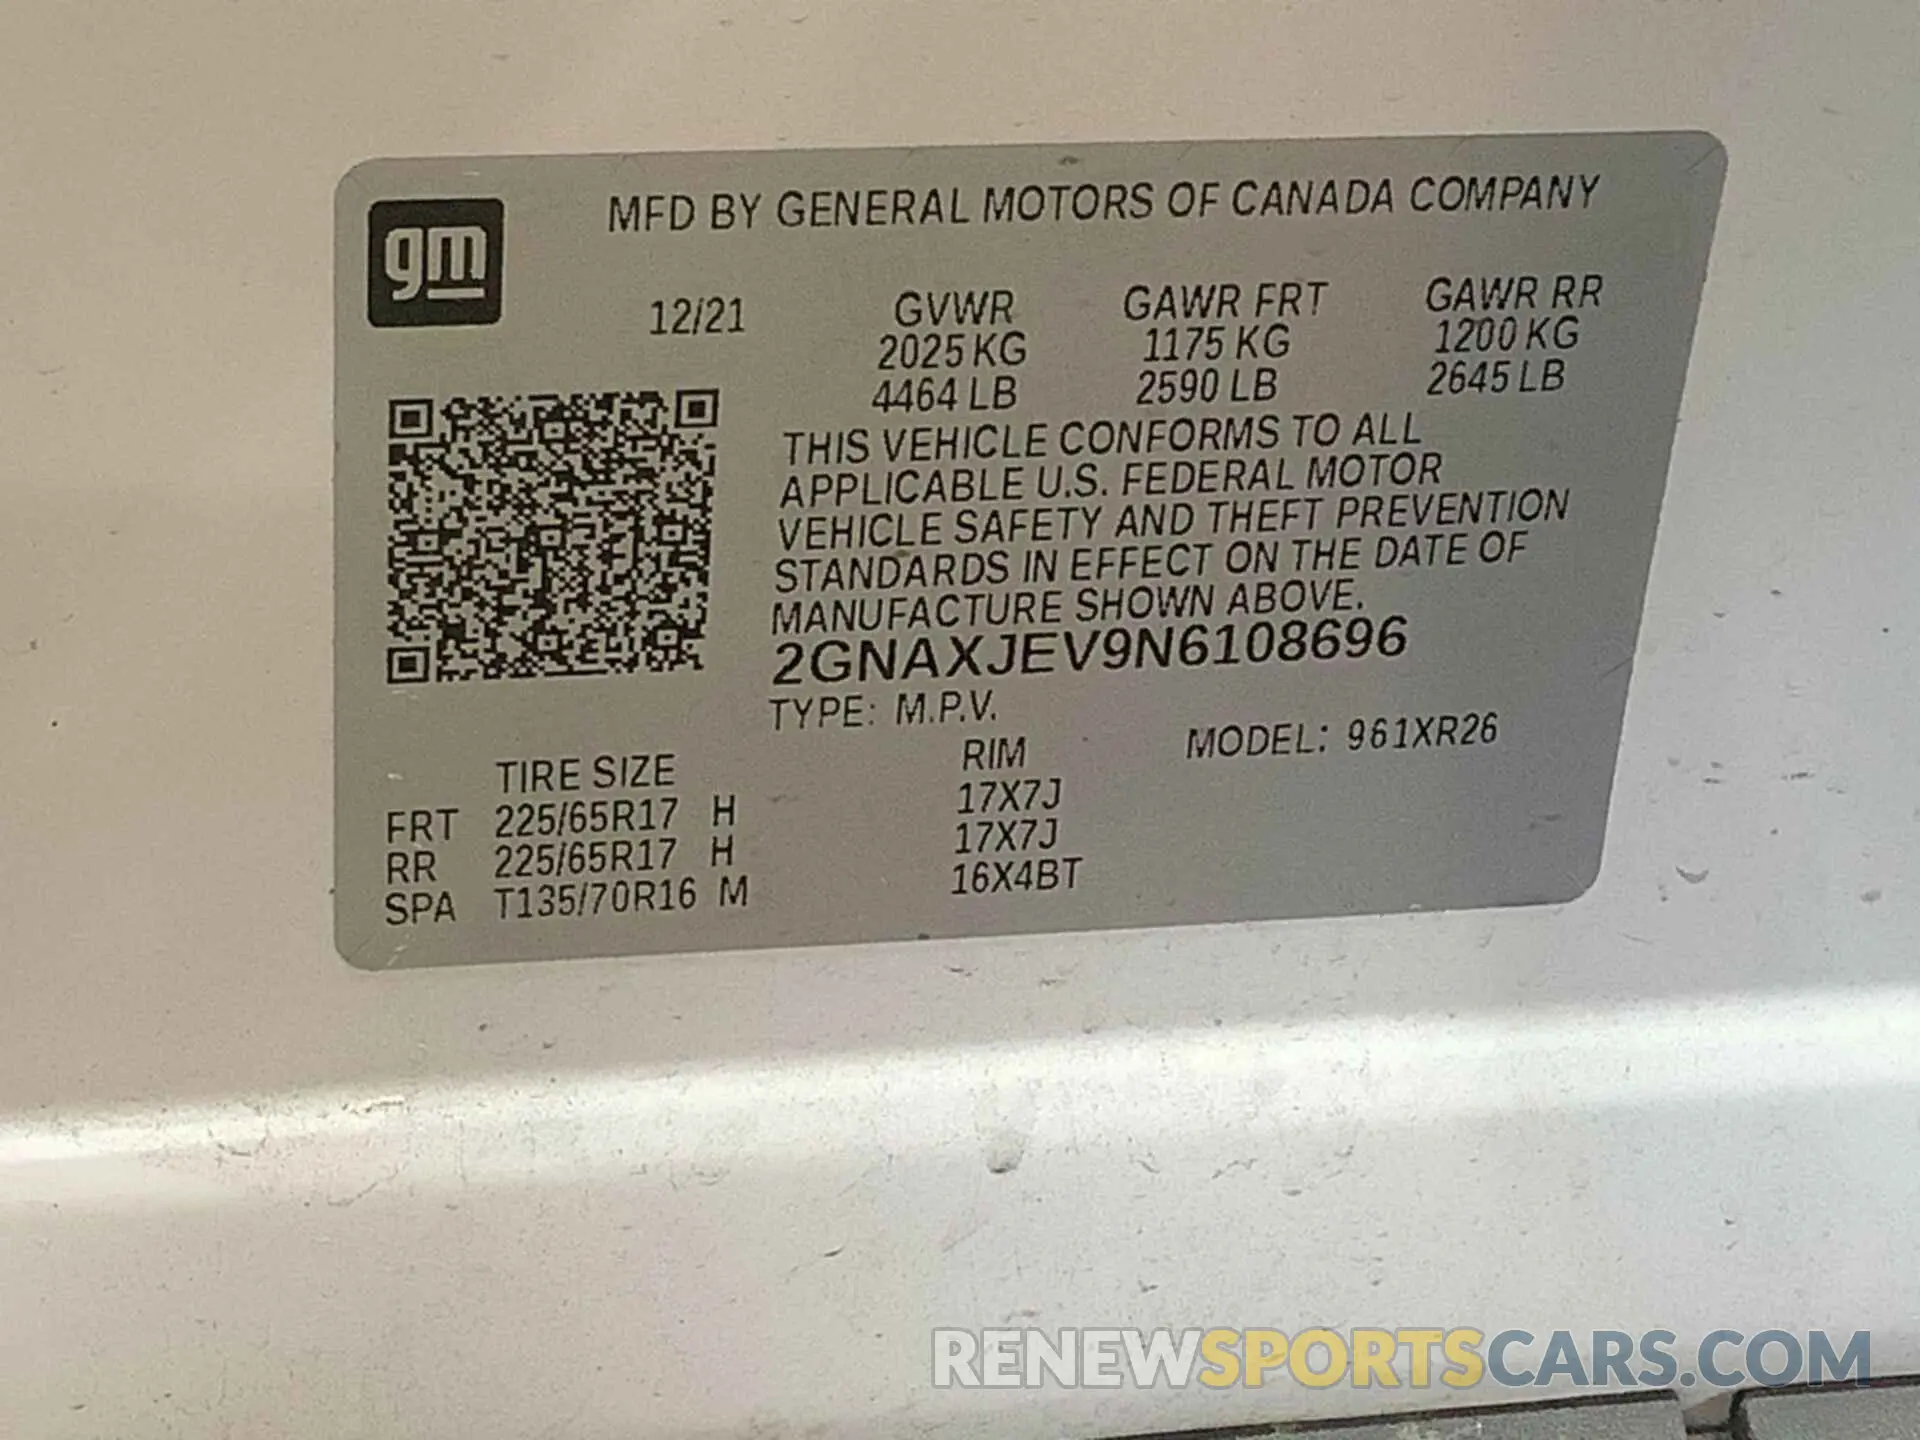 gm
MFD BY GENERAL MOTORS OF CANADA COMPANY
12/21 GVWR GAWR FRT GAWR RR
2025 KG 1175 KG 1200 KG
4464 LB 2590 LB 2645 LB
THIS VEHICLE CONFORMS TO ALL
APPLICABLE U.S. FEDERAL MOTOR
VEHICLE SAFETY AND THEFT PREVENTION
STANDARDS IN EFFECT ON THE DATE OF
MANUFACTURE SHOWN ABOVE.
2GNAXJEV9N6108696
TYPE: M.P.V.
MODEL: 961XR26
TIRE SIZE RIM
FRT 225/65R17 H 17X7J
RR 225/65R17 H 17X7J
SPA T135/70R16 M 16X4BT
RENEWSPORTSCARS.COM